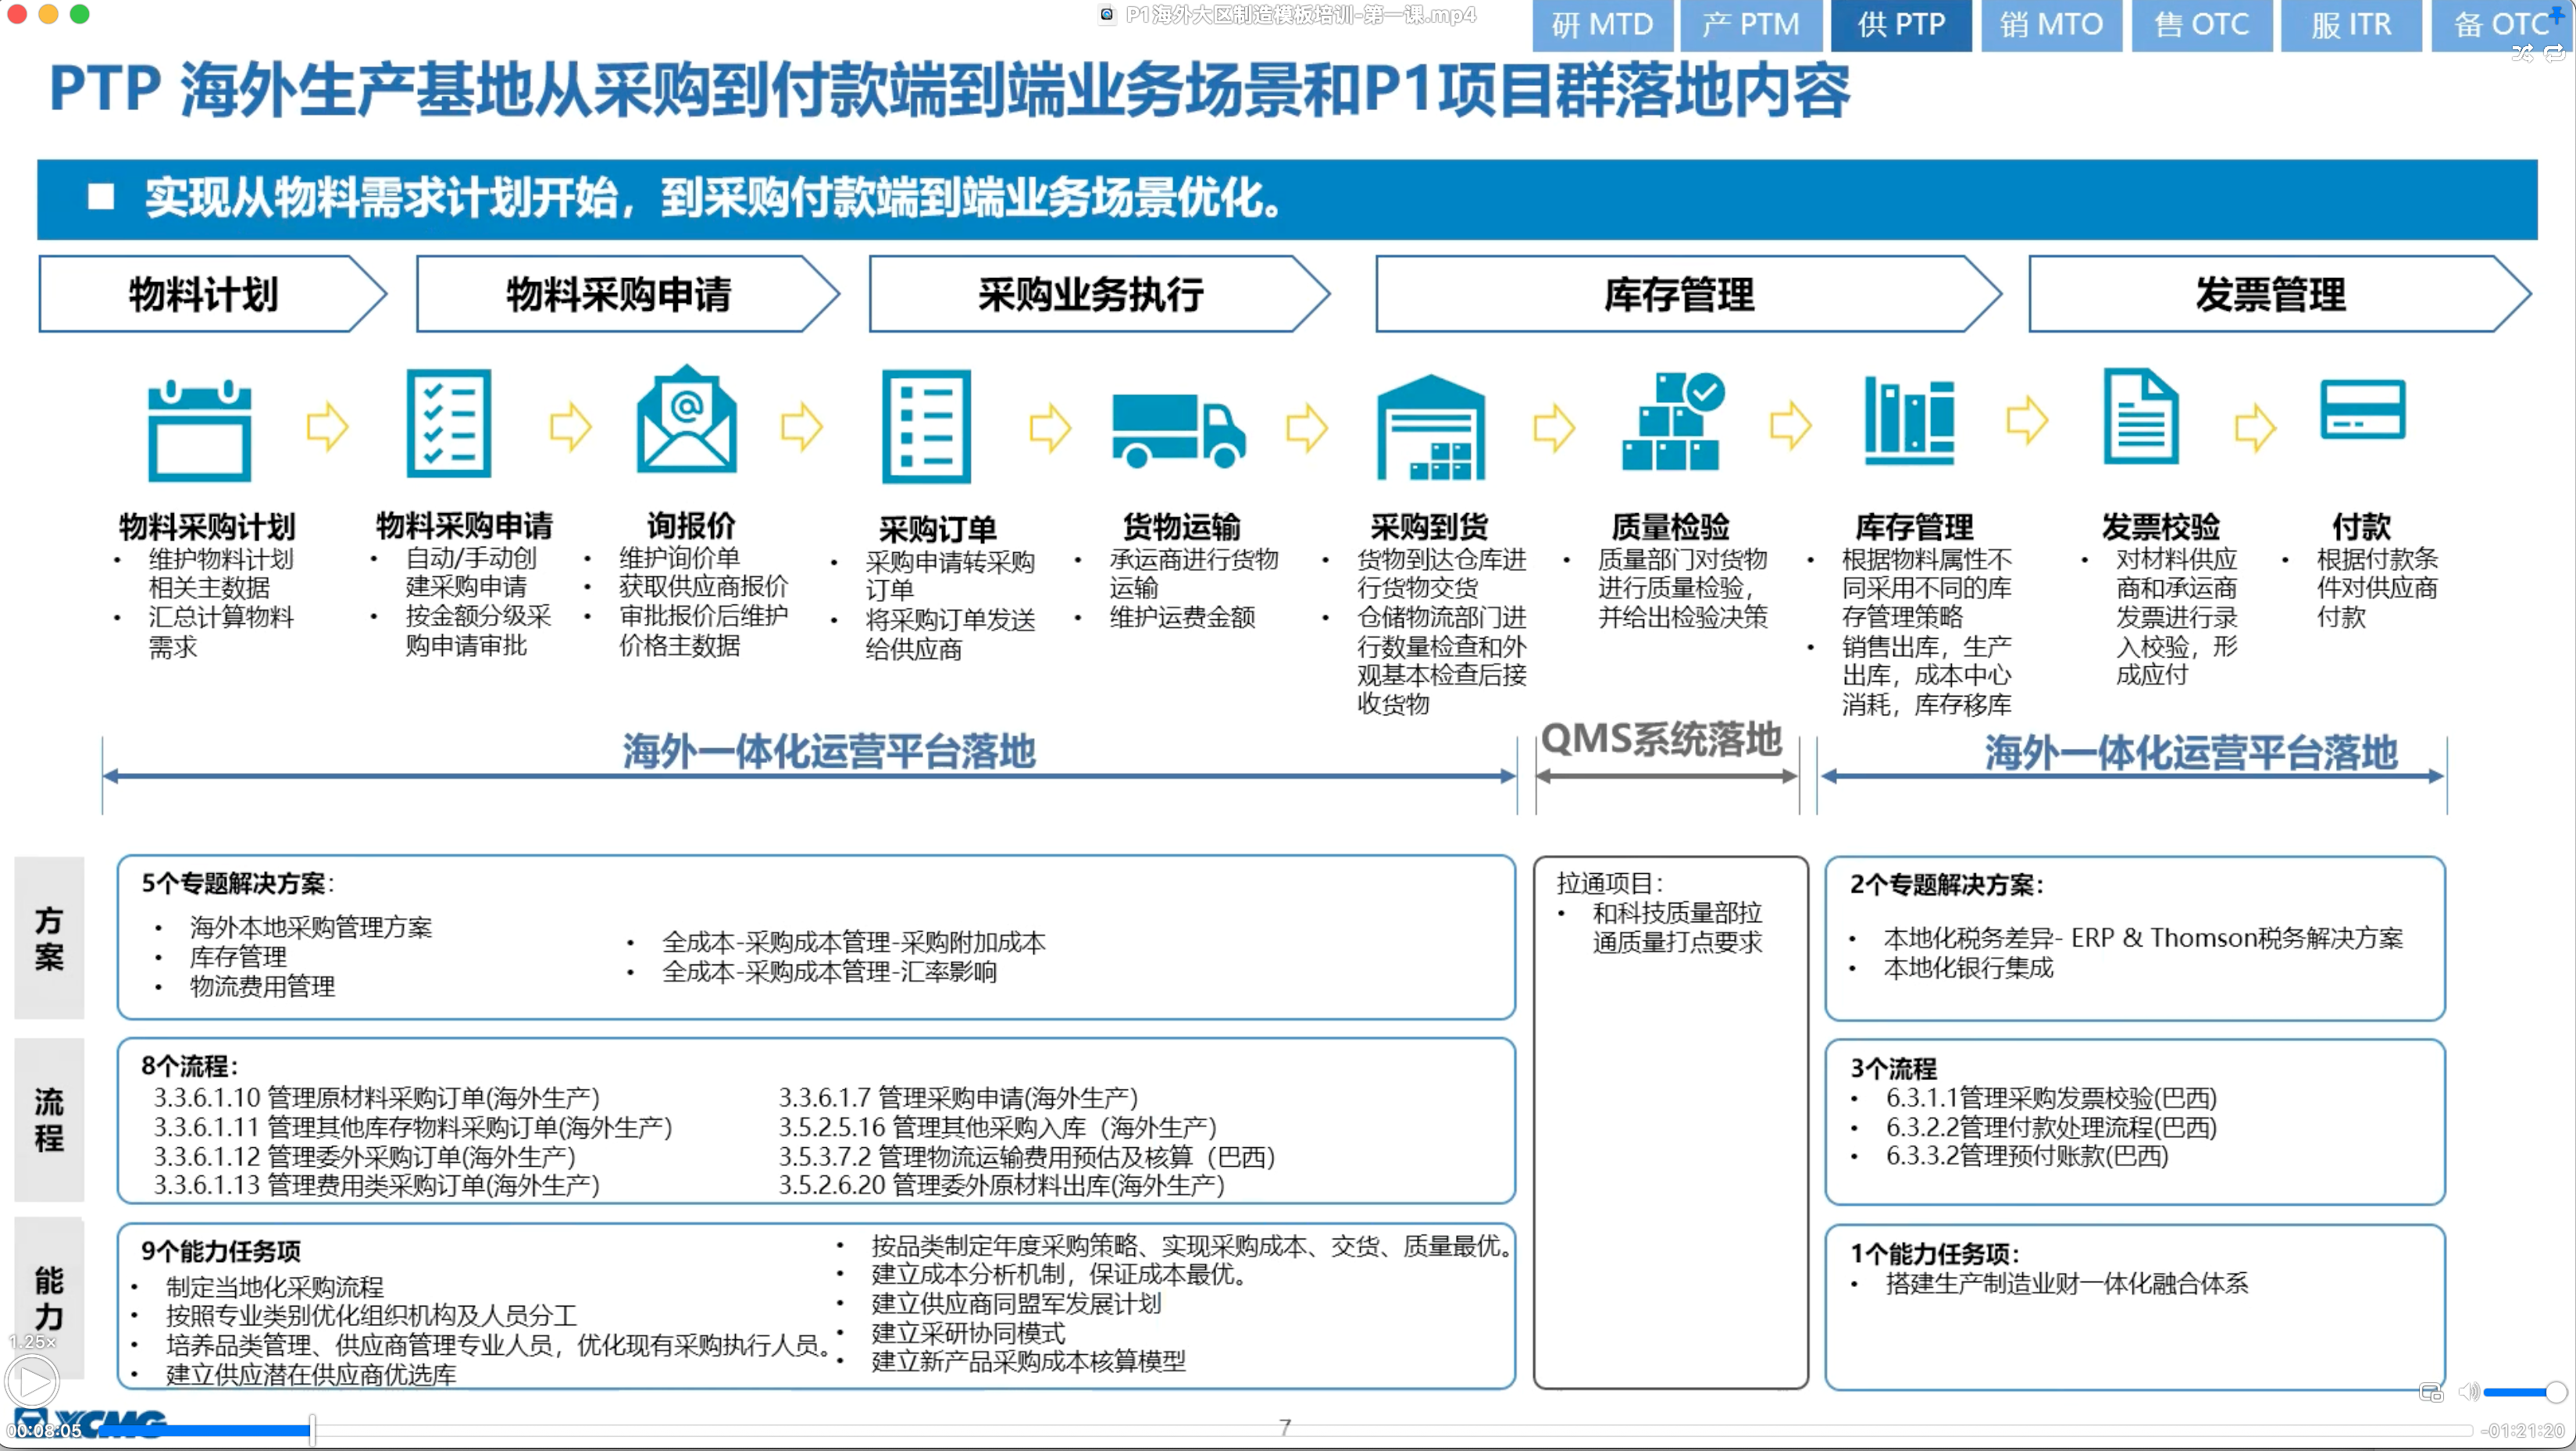 P1海外大区制造模板培训-第一课.mp4
研 MTD
产 PTM
供 PTP
销 MTO
售 OTC
服 ITR
备 OTC
PTP 海外生产基地从采购到付款端到端业务场景和P1项目群落地内容
实现从物料需求计划开始，到采购付款端到端业务场景优化。
物料计划
物料采购申请
采购业务执行
库存管理
发票管理
物料采购计划
• 维护物料计划
相关主数据
• 汇总计算物料
需求
物料采购申请
• 自动/手动创
建采购申请
• 按金额分级采
购申请审批
询报价
• 维护询价单
• 获取供应商报价
• 审批报价后维护
价格主数据
采购订单
• 采购申请转采购
订单
• 将采购订单发送
给供应商
货物运输
• 承运商进行货物
运输
• 维护运费金额
采购到货
• 货物到达仓库进
行货物交货
• 仓储物流部门进
行数量检查和外
观基本检查后接
收货物
质量检验
• 质量部门对货物
进行质量检验，
并给出检验决策
库存管理
• 根据物料属性不
同采用不同的库
存管理策略
• 销售出库，生产
出库，成本中心
消耗，库存移库
发票校验
• 对材料供应
商和承运商
发票进行录
入校验，形
成应付
付款
• 根据付款条
件对供应商
付款
海外一体化运营平台落地
QMS系统落地
海外一体化运营平台落地
方案
5个专题解决方案：
• 海外本地采购管理方案
• 库存管理
• 物流费用管理
• 全成本-采购成本管理-采购附加成本
• 全成本-采购成本管理-汇率影响
拉通项目：
• 和科技质量部拉
通质量打点要求
2个专题解决方案：
• 本地化税务差异- ERP & Thomson税务解决方案
• 本地化银行集成
流程
8个流程：
3.3.6.1.10 管理原材料采购订单(海外生产)
3.3.6.1.11 管理其他库存物料采购订单(海外生产)
3.3.6.1.12 管理委外采购订单(海外生产)
3.3.6.1.13 管理费用类采购订单(海外生产)
3.3.6.1.7 管理采购申请(海外生产)
3.5.2.5.16 管理其他采购入库（海外生产)
3.5.3.7.2 管理物流运输费用预估及核算（巴西)
3.5.2.6.20 管理委外原材料出库(海外生产)
3个流程
• 6.3.1.1管理采购发票校验(巴西)
• 6.3.2.2管理付款处理流程(巴西)
• 6.3.3.2管理预付账款(巴西)
能力
9个能力任务项
• 制定当地化采购流程
• 按照专业类别优化组织机构及人员分工
• 培养品类管理、供应商管理专业人员，优化现有采购执行人员。
• 建立供应潜在供应商优选库
• 按品类制定年度采购策略、实现采购成本、交货、质量最优。
• 建立成本分析机制，保证成本最优。
• 建立供应商同盟军发展计划
• 建立采研协同模式
• 建立新产品采购成本核算模型
1个能力任务项：
• 搭建生产制造业财一体化融合体系
1.25×
XCMG
00:08:05
7
-01:21:20